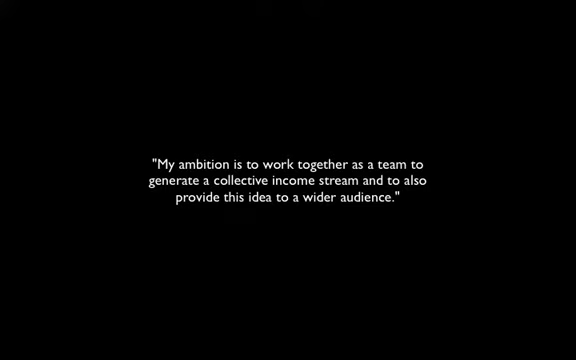 "My ambition is to work together as a team to
generate a collective income stream and to also
provide this idea to a wider audience."